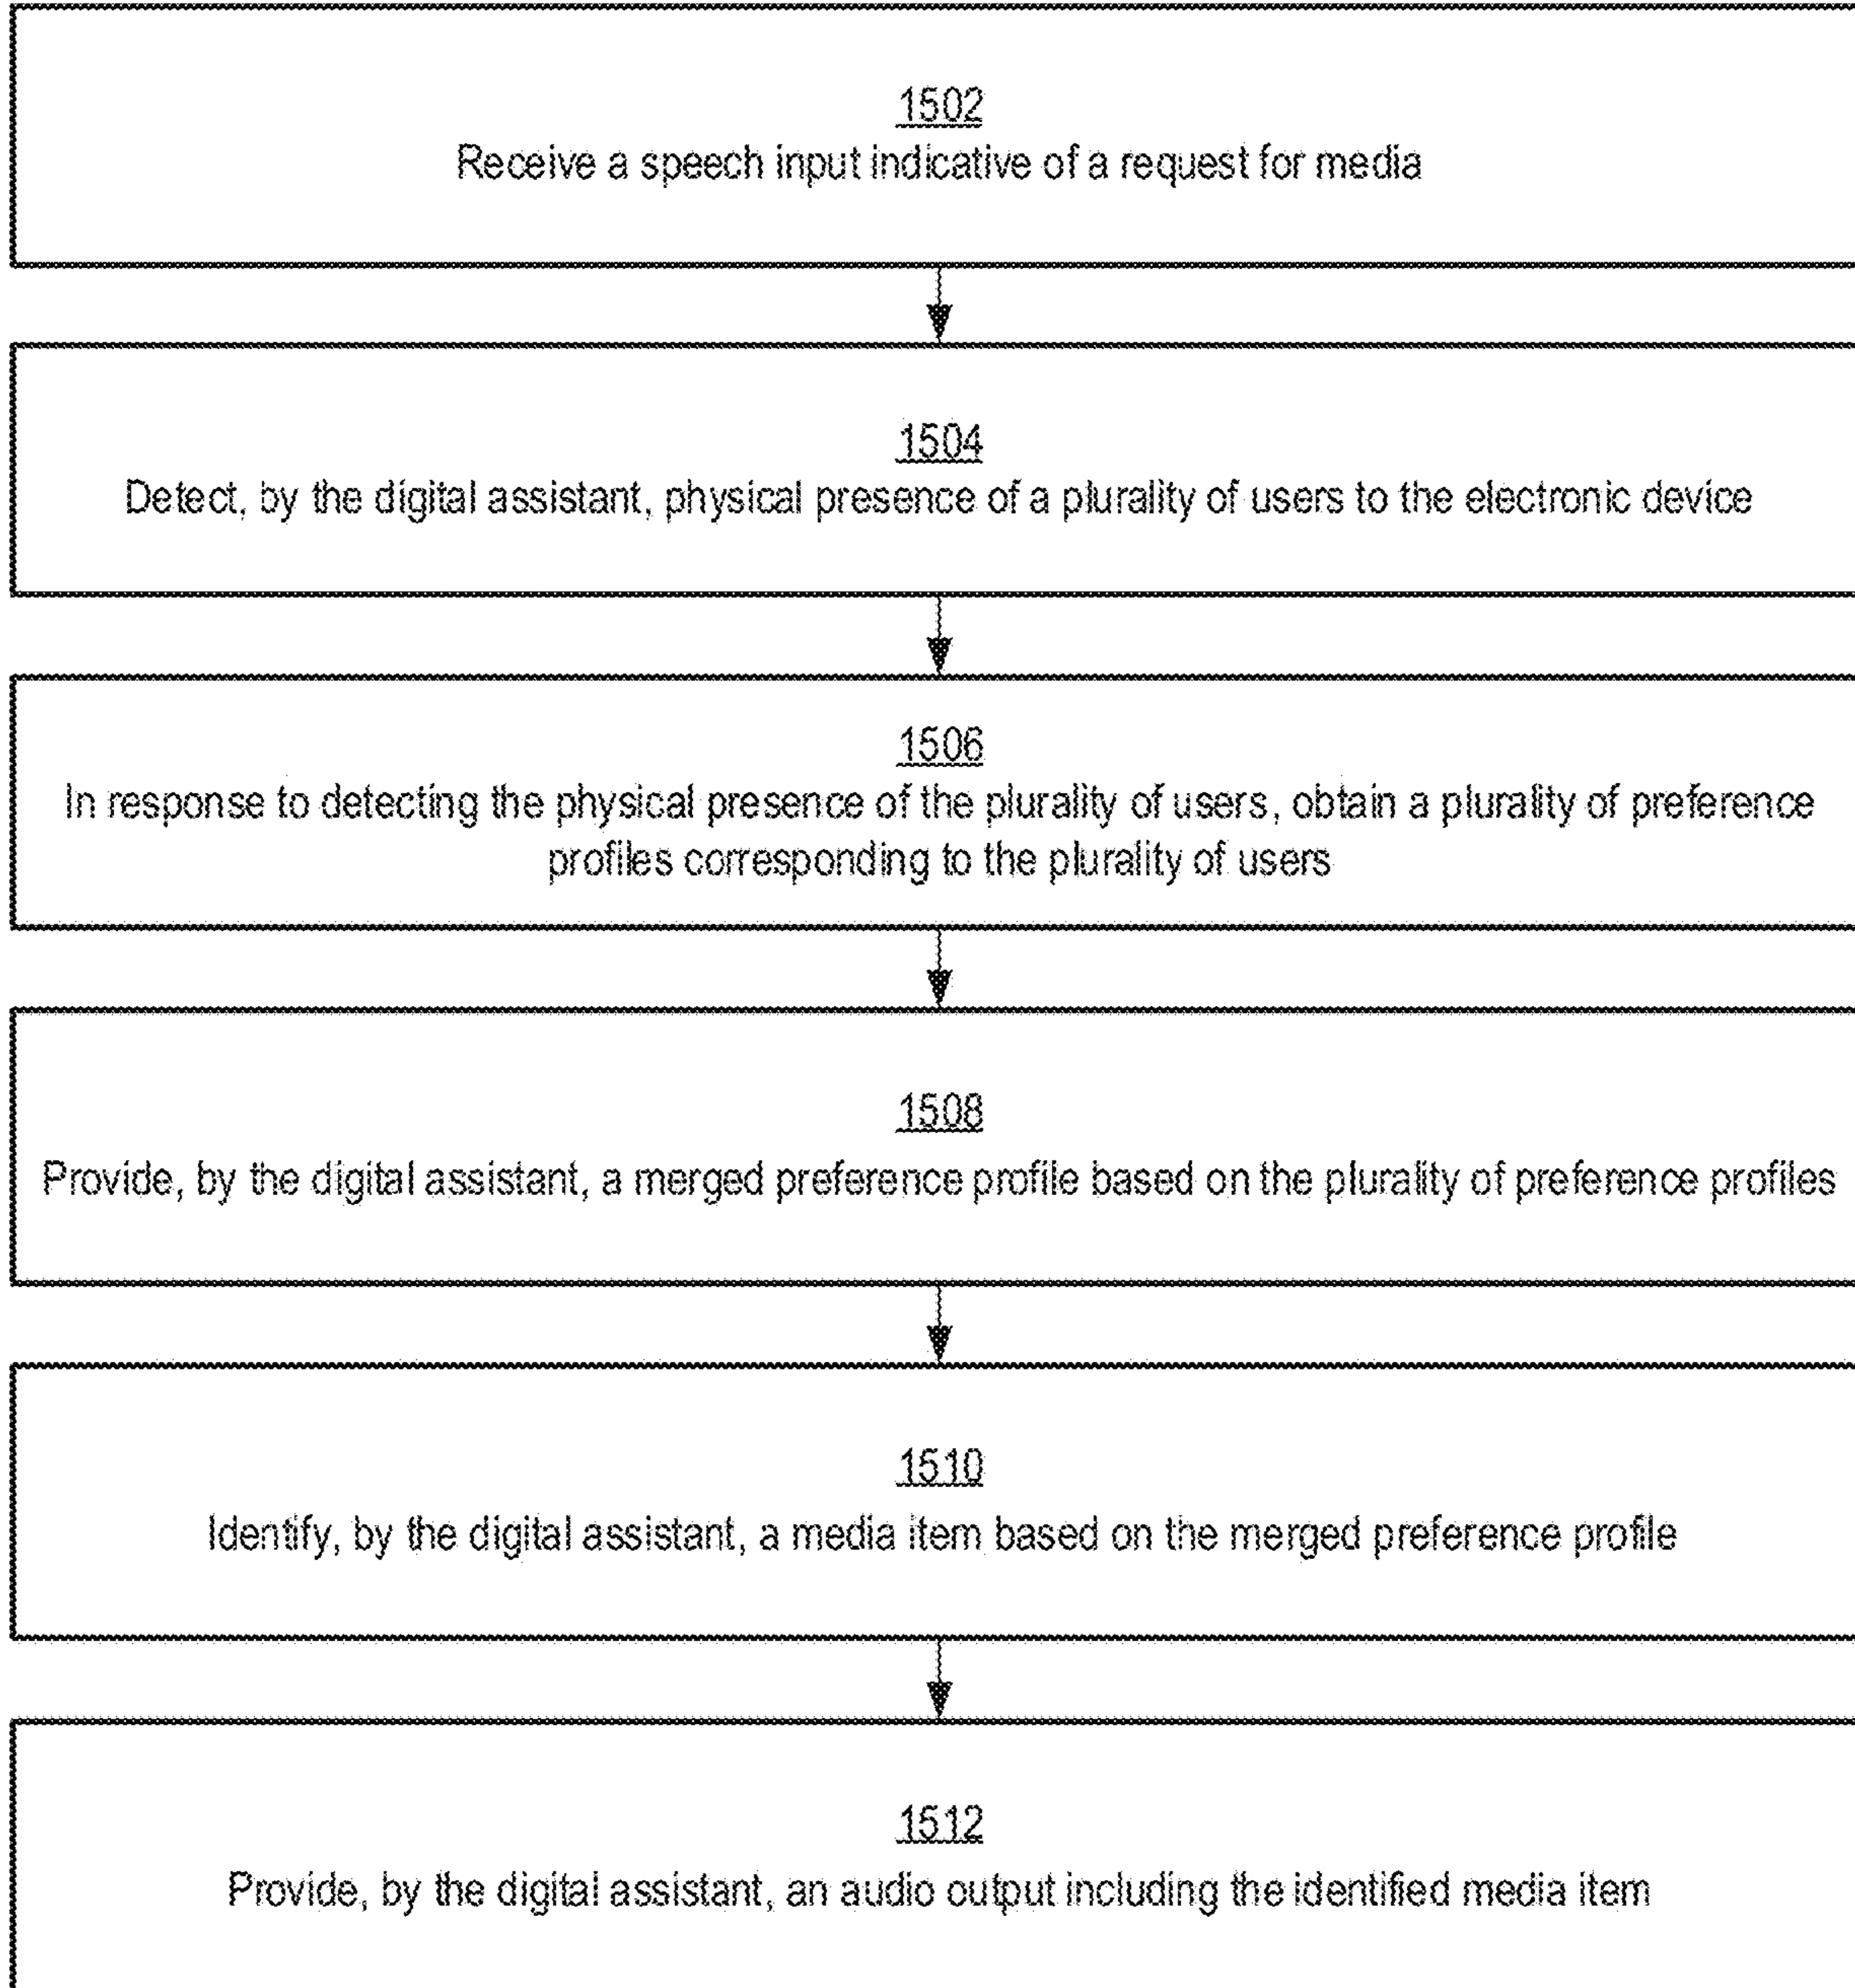 1502
Receive a speech input indicative of a request for media
1504
Detect, by the digital assistant, physical presence of a plurality of users to the electronic device
1506
In response to detecting the physical presence of the plurality of users, obtain a plurality of preference
profiles corresponding to the plurality of users
1508
Provide, by the digital assistant, a merged preference profile based on the plurality of preference profiles
1510
Identify, by the digital assistant, a media item based on the merged preference profile
1512
Provide, by the digital assistant, an audio output including the identified media item